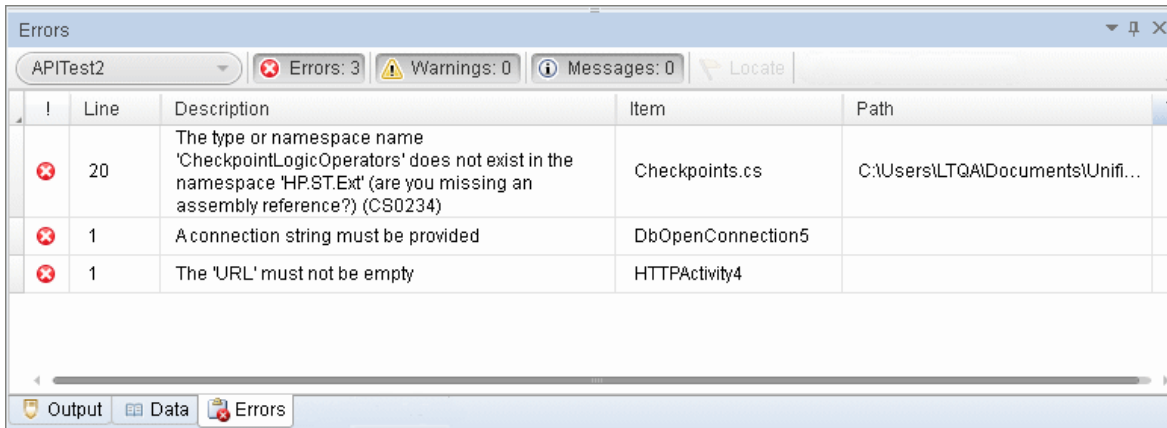 Errors
APITest2 Errors: 3 Warnings: 0 Messages: 0 Locate
! Line Description Item Path
The type or namespace name
'CheckpointLogicOperators' does not exist in the
namespace 'HP.ST.Ext' (are you missing an
assembly reference?) (CS0234)
20 Checkpoints.cs C:\Users\LTQA\Documents\Unifi...
1 A connection string must be provided DbOpenConnection5
1 The 'URL' must not be empty HTTPActivity4
Output Data Errors